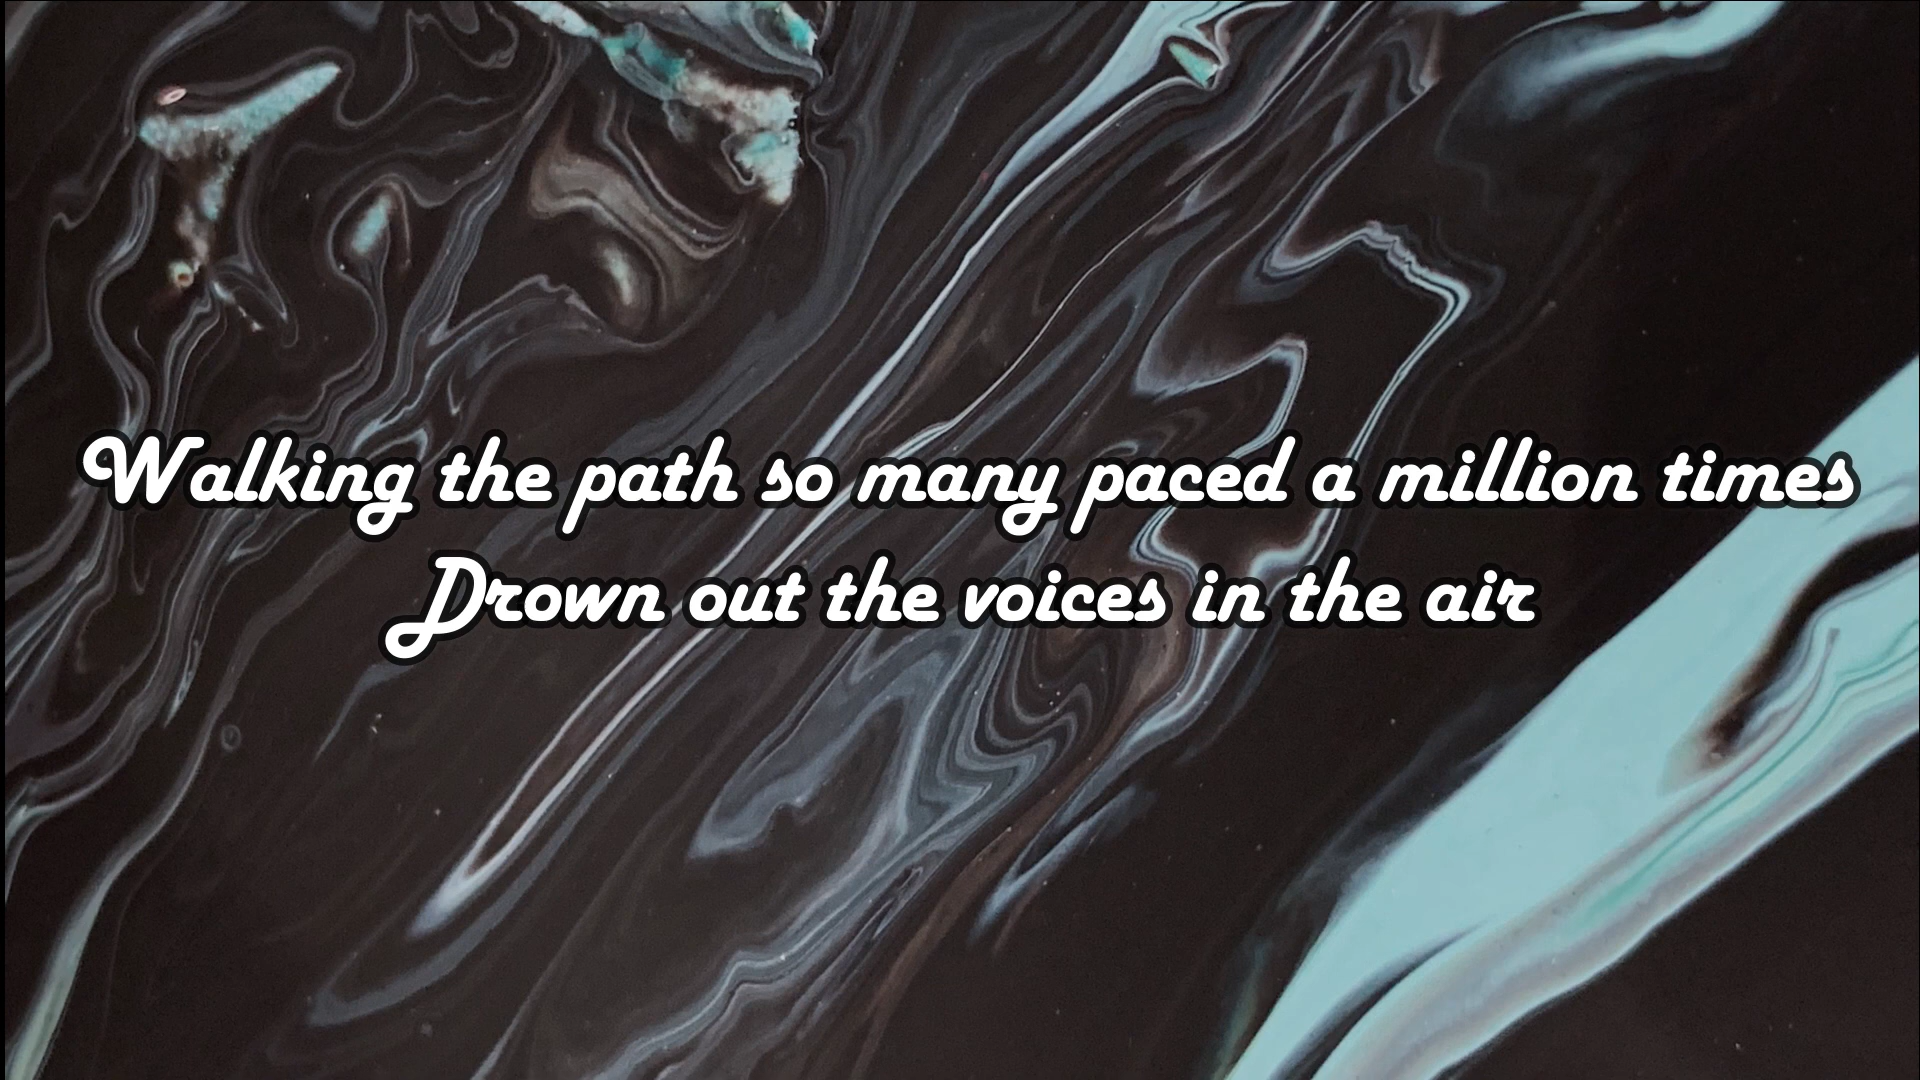 Walking the path so many paced a million times
Drown out the voices in the air